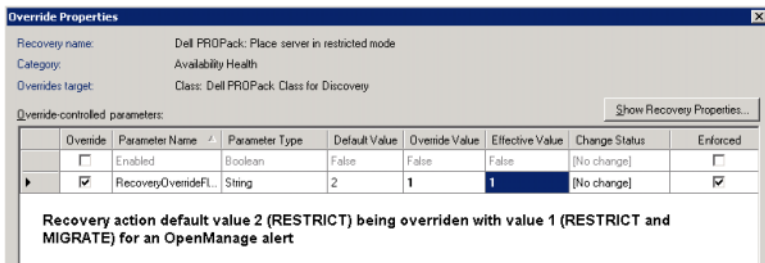 Override Properties
Recovery name: Dell PROPack: Place server in restricted mode
Category: Availability Health
Overrides target: Class: Dell PROPack Class for Discovery
Override-controlled parameters: Show Recovery Properties...
Override Parameter Name Parameter Type Default Value Override Value Effective Value Change Status Enforced
Enabled Boolean False False False [No change]
RecoveryOverrideFl... String 2 1 1 [No change]
Recovery action default value 2 (RESTRICT) being overriden with value 1 (RESTRICT and
MIGRATE) for an OpenManage alert